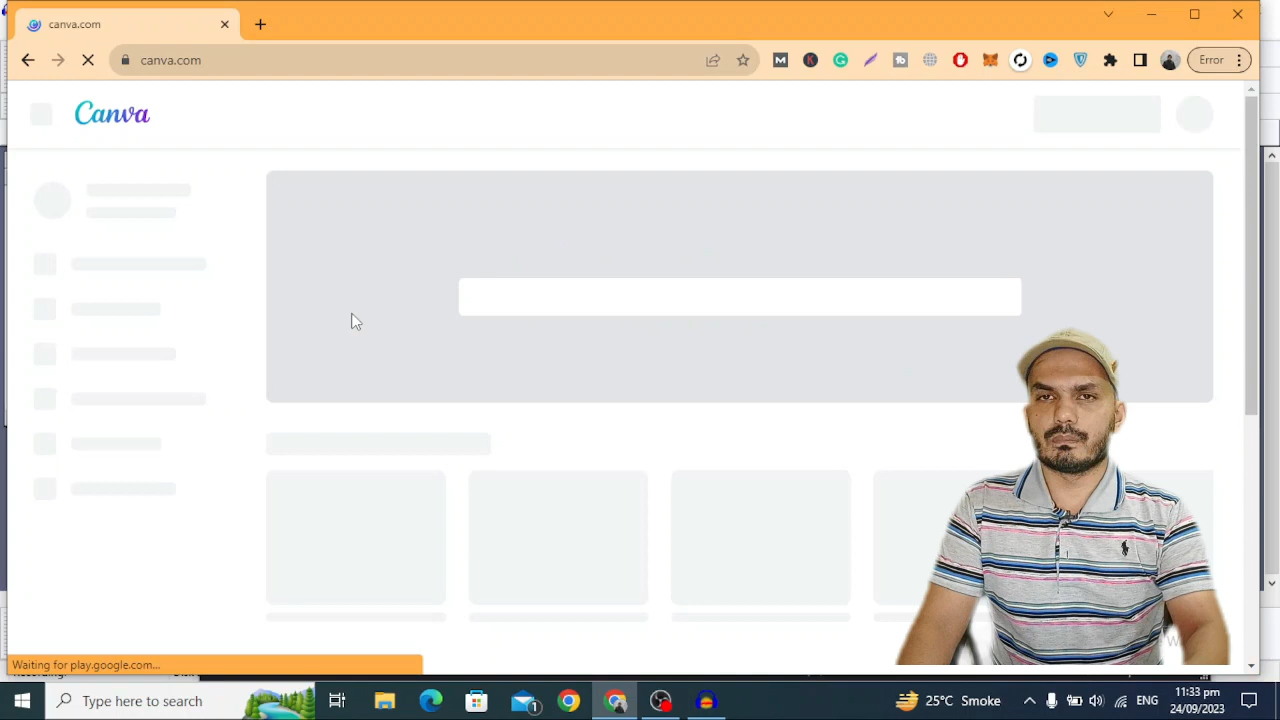 canva.com
canva.com
Error
Canva
Waiting for play.google.com...
Type here to search
1
25°C Smoke
ENG
11:33 pm
24/09/2023